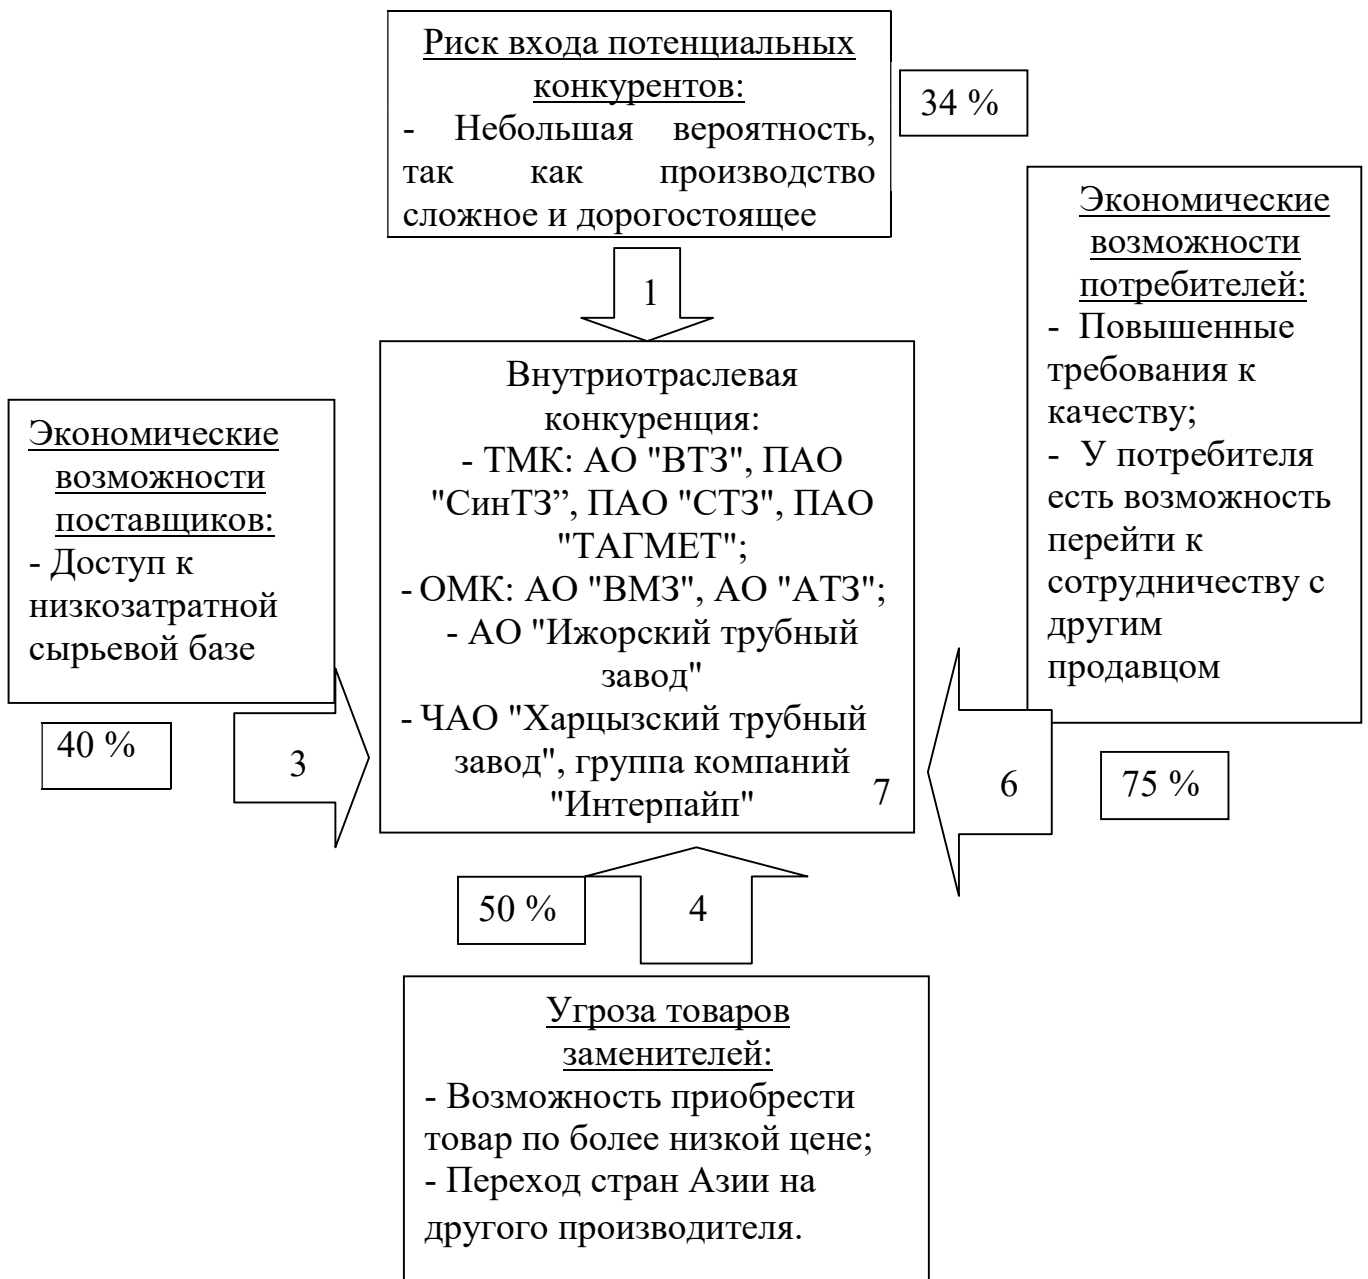 Риск входа потенциальных
конкурентов:
- Небольшая вероятность,
так как производство
сложное и дорогостоящее
34 %
1
Экономические
возможности
потребителей:
- Повышенные
требования к
качеству;
- У потребителя
есть возможность
перейти к
сотрудничеству с
другим
продавцом
Внутриотраслевая
конкуренция:
- ТМК: АО "ВТЗ", ПАО
"СинТЗ”, ПАО "СТЗ", ПАО
"ТАГМЕТ";
- ОМК: АО "ВМЗ", АО "АТЗ";
- АО "Ижорский трубный
завод"
- ЧАО "Харцызский трубный
завод", группа компаний
"Интерпайп"
7
Экономические
возможности
поставщиков:
- Доступ к
низкозатратной
сырьевой базе
40 %
3
6
75 %
50 %
4
Угроза товаров
заменителей:
- Возможность приобрести
товар по более низкой цене;
- Переход стран Азии на
другого производителя.